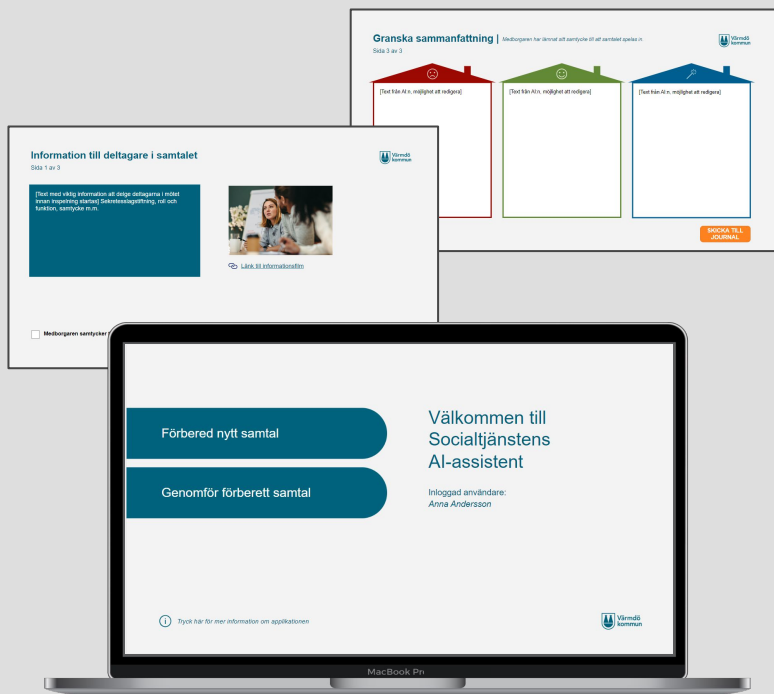 Granska sammanfattning | Medborgaren har lämnat sitt samtycke till att samtalet spelas in.
Sida 3 av 3
Värmdö
kommun
[Text från AI:n, möjlighet att redigera]
[Text från AI:n, möjlighet att redigera]
[Text från AI:n, möjlighet att redigera]
SKICKA TILL
JOURNAL
Information till deltagare i samtalet
Sida 1 av 3
Värmdö
kommun
[Text med viktig information att delge deltagarna i mötet
innan inspelning startas] Sekretesslagstiftning, roll och
funktion, samtycke m.m.
Länk till informationsfilm
Medborgaren samtycker
Förbered nytt samtal
Genomför förberett samtal
Välkommen till
Socialtjänstens
AI-assistent
Inloggad användare:
Anna Andersson
Tryck här för mer information om applikationen
Värmdö
kommun
MacBook Pr